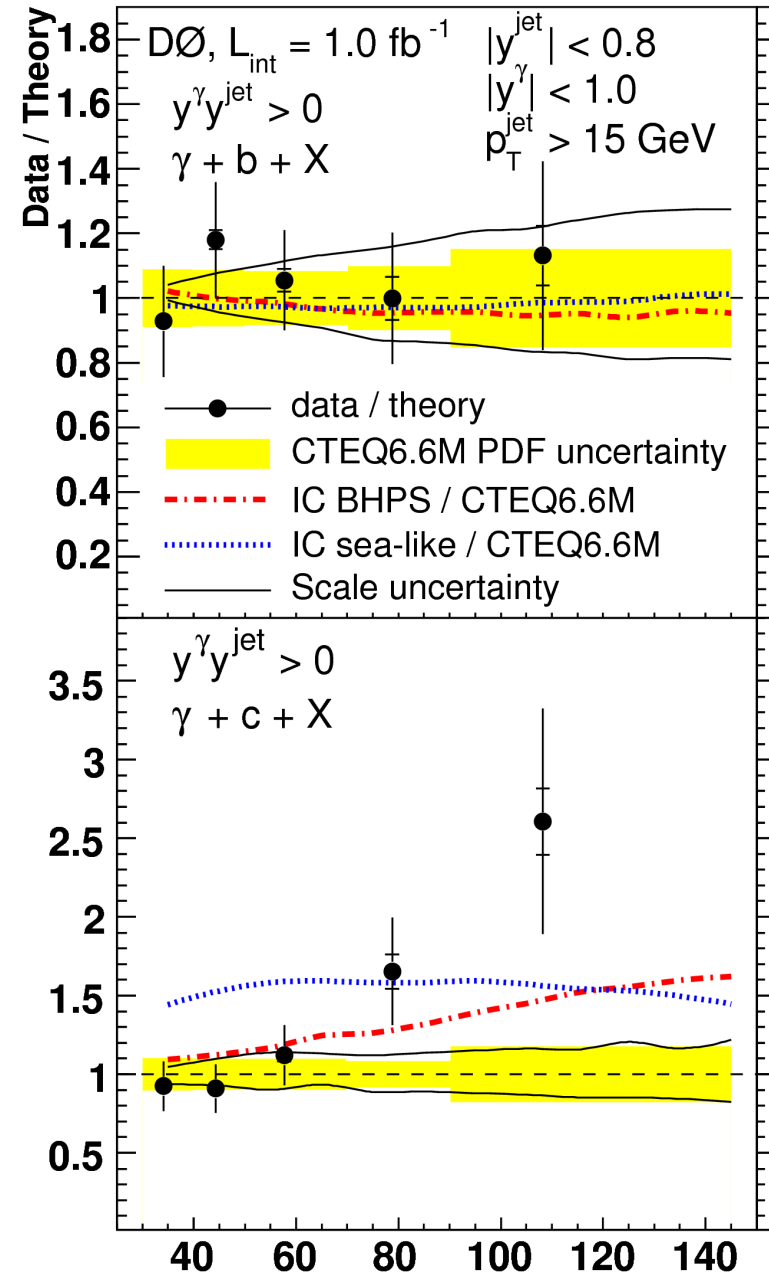 Data / Theory
1.8
1.6
1.4
1.2
1
0.8
0.6
0.4
0.2
DØ, L_int = 1.0 fb^-1
y^γ y^jet > 0
γ + b + X
|y^jet| < 0.8
|y^γ| < 1.0
p_T^jet > 15 GeV
data / theory
CTEQ6.6M PDF uncertainty
IC BHPS / CTEQ6.6M
IC sea-like / CTEQ6.6M
Scale uncertainty
y^γ y^jet > 0
γ + c + X
3.5
3
2.5
2
1.5
1
0.5
40 60 80 100 120 140